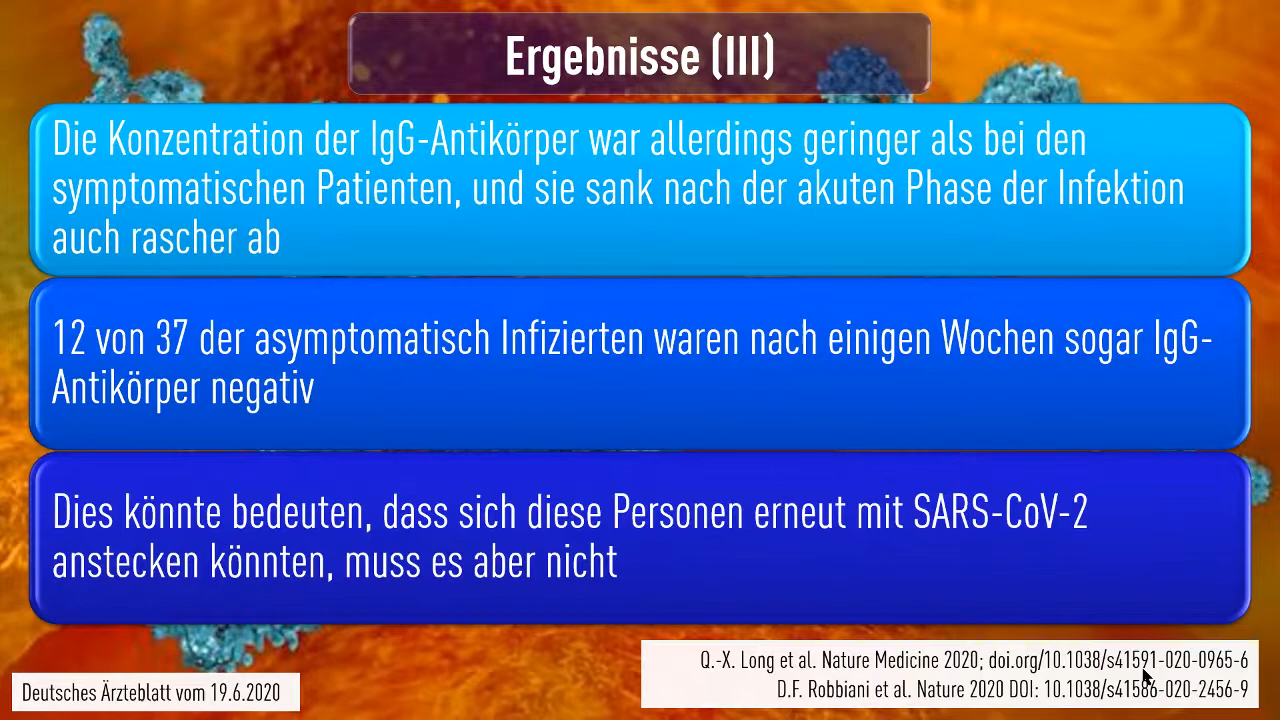 Ergebnisse (III)
Die Konzentration der IgG-Antikörper war allerdings geringer als bei den
symptomatischen Patienten, und sie sank nach der akuten Phase der Infektion
auch rascher ab
12 von 37 der asymptomatisch Infizierten waren nach einigen Wochen sogar IgG-
Antikörper negativ
Dies könnte bedeuten, dass sich diese Personen erneut mit SARS-CoV-2
anstecken könnten, muss es aber nicht
Q.-X. Long et al. Nature Medicine 2020; doi.org/10.1038/s41591-020-0965-6
D.F. Robbiani et al. Nature 2020 DOI: 10.1038/s41586-020-2456-9
Deutsches Ärzteblatt vom 19.6.2020